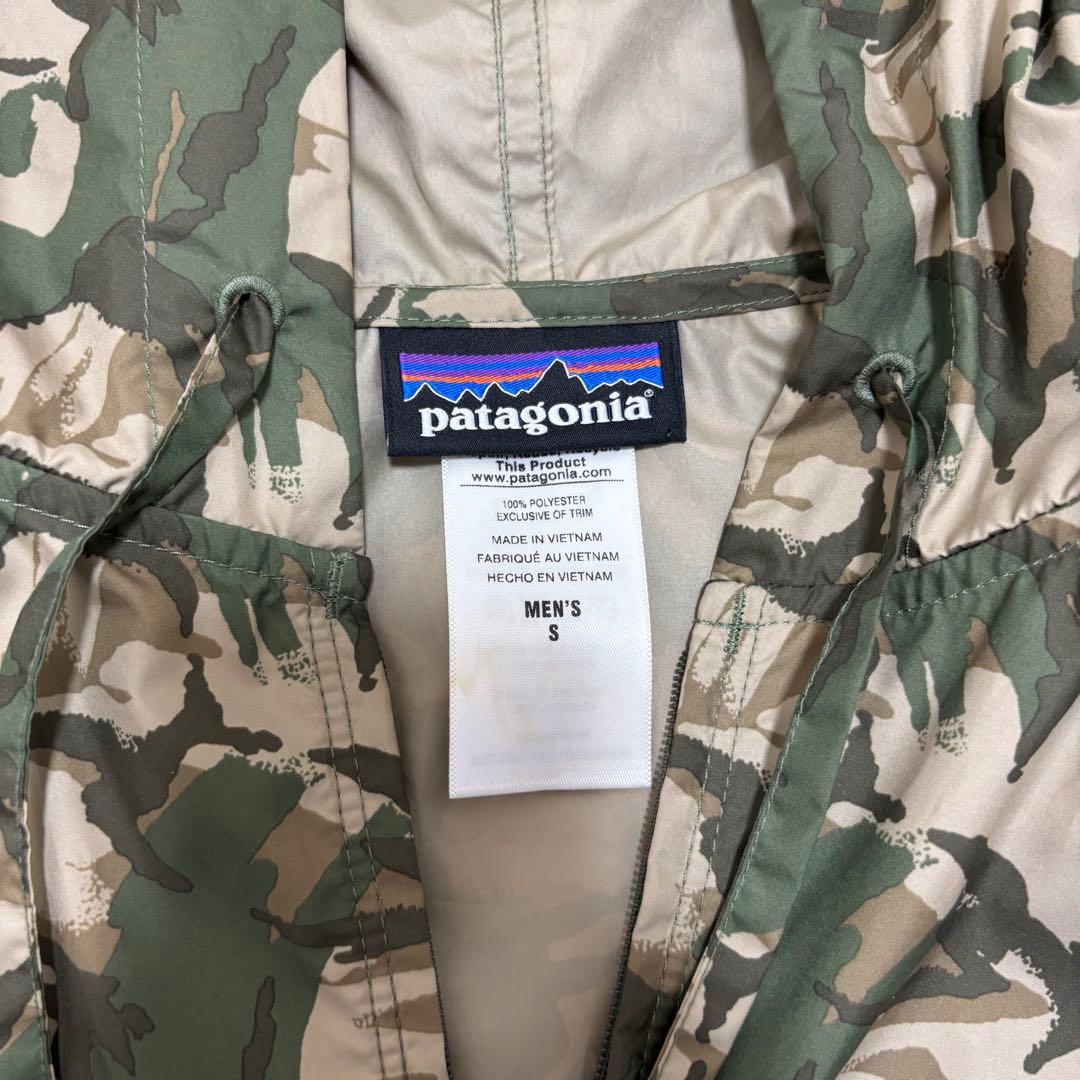 patagonia®
This Product
www.patagonia.com
100% POLYESTER
EXCLUSIVE OF TRIM
MADE IN VIETNAM
FABRIQUÉ AU VIETNAM
HECHO EN VIETNAM
MEN'S
S